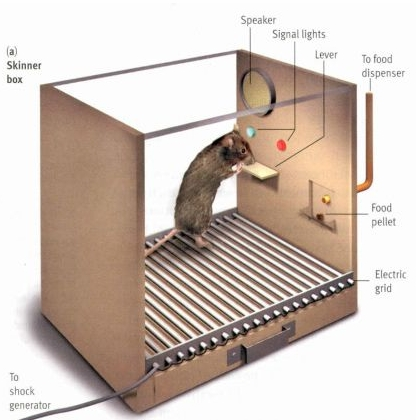 (a)
Skinner
box
Speaker
Signal lights
Lever
To food
dispenser
Food
pellet
Electric
grid
To
shock
generator